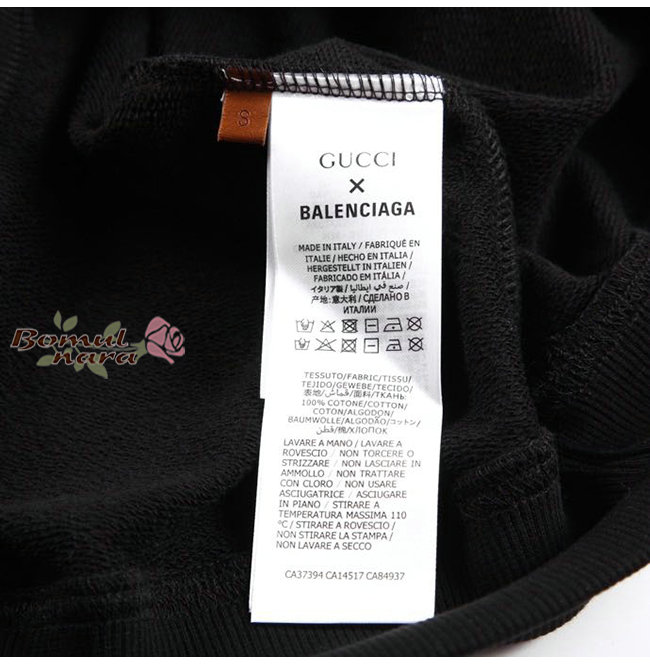 S
GUCCI
X
BALENCIAGA
MADE IN ITALY / FABRIQUÉ EN
ITALIE / HECHO EN ITALIA /
HERGESTELLT IN ITALIEN /
FABRICADO EM ITÁLIA /
イタリア製 / صنع في إيطاليا /
产地: 意大利 / СДЕЛАНО В
ИТАЛИИ
Bomul
nara
TESSUTO/FABRIC/TISSU/
TEJIDO/GEWEBE/TECIDO/
表地/قماش/面料/ТКАНЬ:
100% COTONE/COTTON/
COTON/ALGODÓN/
BAUMWOLLE/ALGODÃO/コットン/
قطن/棉/ХЛОПОК
LAVARE A MANO / LAVARE A
ROVESCIO / NON TORCERE O
STRIZZARE / NON LASCIARE IN
AMMOLLO / NON TRATTARE
CON CLORO / NON USARE
ASCIUGATRICE / ASCIUGARE
IN PIANO / STIRARE A
TEMPERATURA MASSIMA 110
°C / STIRARE A ROVESCIO /
NON STIRARE LA STAMPA /
NON LAVARE A SECCO
CA37394 CA14517 CA84937